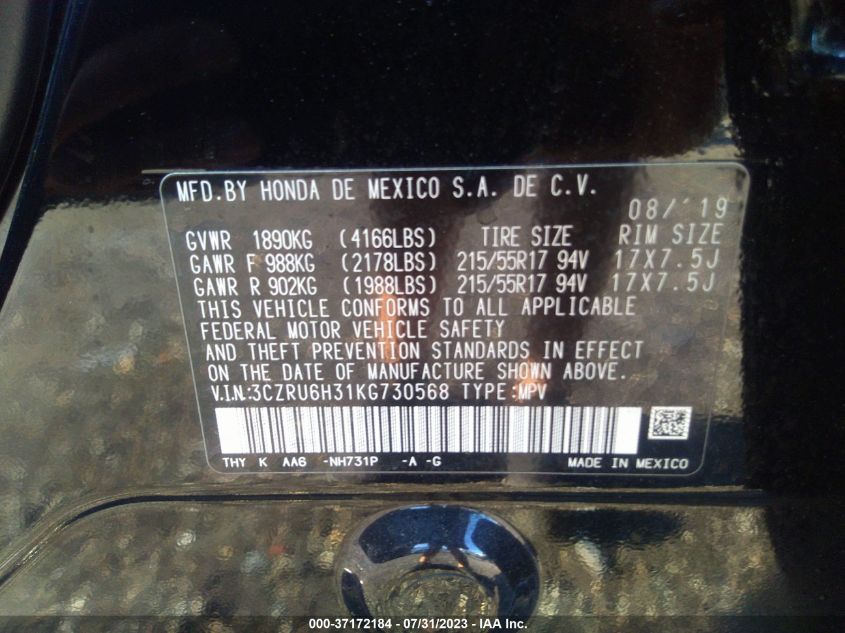 MFD.BY HONDA DE MEXICO S.A. DE C.V.
08/'19
GVWR 1890KG (4166LBS) TIRE SIZE RIM SIZE
GAWR F 988KG (2178LBS) 215/55R17 94V 17X7.5J
GAWR R 902KG (1988LBS) 215/55R17 94V 17X7.5J
THIS VEHICLE CONFORMS TO ALL APPLICABLE
FEDERAL MOTOR VEHICLE SAFETY
AND THEFT PREVENTION STANDARDS IN EFFECT
ON THE DATE OF MANUFACTURE SHOWN ABOVE.
V.I.N:3CZRU6H31KG730568 TYPE:MPV
THY K AA6 -NH731P -A -G MADE IN MEXICO
000-37172184 - 07/31/2023 - IAA Inc.